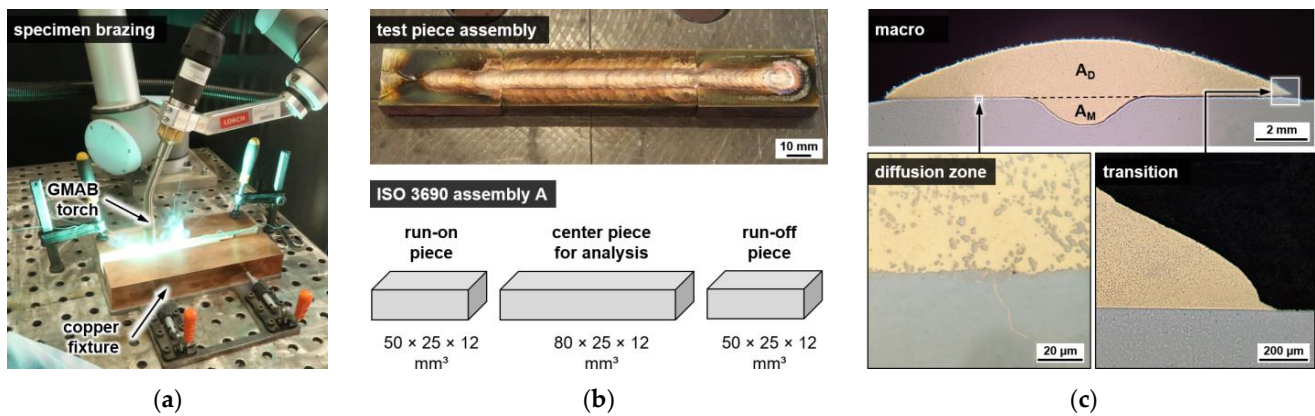 specimen brazing
LORCH
GMAB
torch
copper
fixture
(a)
test piece assembly
10 mm
ISO 3690 assembly A
run-on
piece
center piece
for analysis
run-off
piece
50 × 25 × 12
mm³
80 × 25 × 12
mm³
50 × 25 × 12
mm³
(b)
macro
A_D
A_M
2 mm
diffusion zone
20 µm
transition
200 µm
(c)